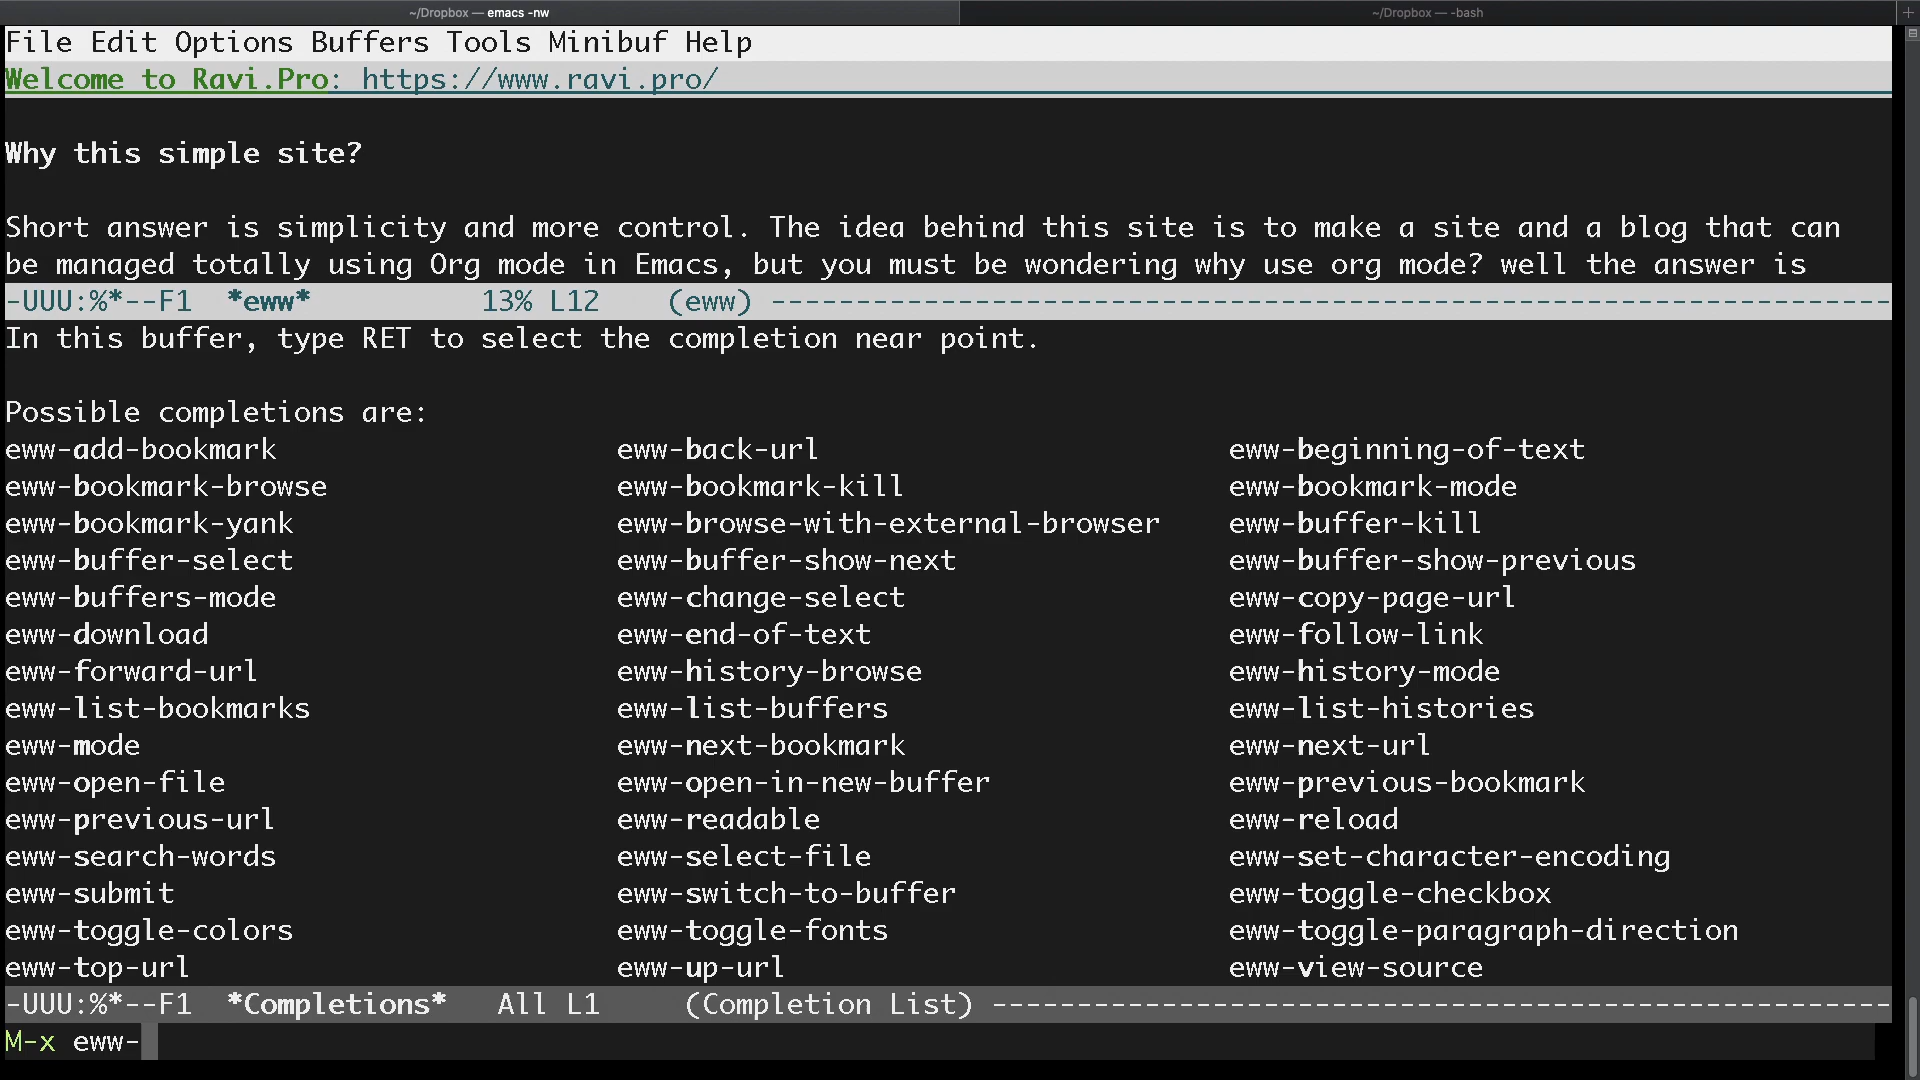 ~/Dropbox — emacs -nw ~/Dropbox — -bash +
File Edit Options Buffers Tools Minibuf Help
Welcome to Ravi.Pro: https://www.ravi.pro/
Why this simple site?
Short answer is simplicity and more control. The idea behind this site is to make a site and a blog that can
be managed totally using Org mode in Emacs, but you must be wondering why use org mode? well the answer is
-UUU:%*--F1  *eww*          13% L12    (eww) ------------------------------------------------------------------
In this buffer, type RET to select the completion near point.
Possible completions are:
eww-add-bookmark eww-back-url eww-beginning-of-text
eww-bookmark-browse eww-bookmark-kill eww-bookmark-mode
eww-bookmark-yank eww-browse-with-external-browser eww-buffer-kill
eww-buffer-select eww-buffer-show-next eww-buffer-show-previous
eww-buffers-mode eww-change-select eww-copy-page-url
eww-download eww-end-of-text eww-follow-link
eww-forward-url eww-history-browse eww-history-mode
eww-list-bookmarks eww-list-buffers eww-list-histories
eww-mode eww-next-bookmark eww-next-url
eww-open-file eww-open-in-new-buffer eww-previous-bookmark
eww-previous-url eww-readable eww-reload
eww-search-words eww-select-file eww-set-character-encoding
eww-submit eww-switch-to-buffer eww-toggle-checkbox
eww-toggle-colors eww-toggle-fonts eww-toggle-paragraph-direction
eww-top-url eww-up-url eww-view-source
-UUU:%*--F1  *Completions*   All L1     (Completion List) -----------------------------------------------------
M-x eww-